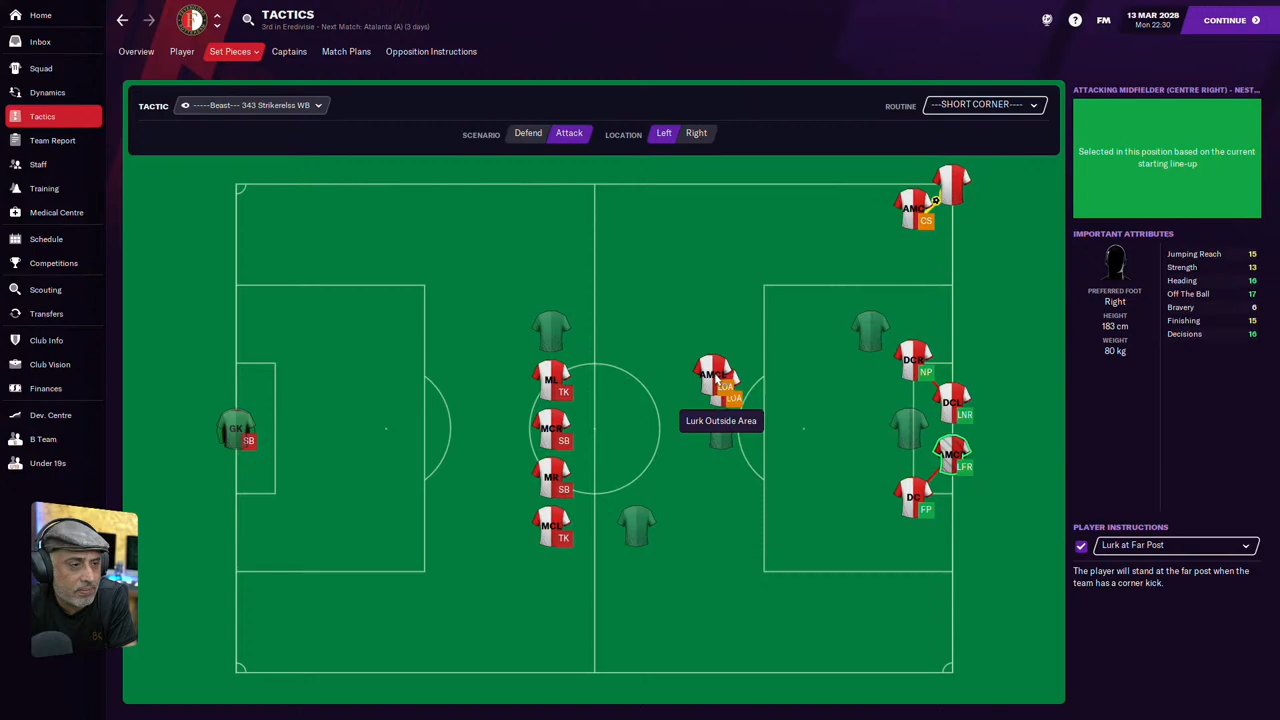 TACTICS
3rd in Eredivisie - Next Match: Atalanta (A) (3 days)
FM
13 MAR 2028
Mon 22:30
CONTINUE
Home
Inbox
Squad
Dynamics
Tactics
Team Report
Staff
Training
Medical Centre
Schedule
Competitions
Scouting
Transfers
Club Info
Club Vision
Finances
Dev. Centre
B Team
Under 19s
Overview
Player
Set Pieces
Captains
Match Plans
Opposition Instructions
TACTIC
-----Beast--- 343 Strikerelss WB
ROUTINE
---SHORT CORNER----
SCENARIO
Defend
Attack
LOCATION
Left
Right
AMC
CS
ML
TK
MCR
SB
MR
SB
MCL
TK
GK
SB
AMCL
LOA
LOA
Lurk Outside Area
DCR
NP
DCL
LNR
LFR
DC
FP
ATTACKING MIDFIELDER (CENTRE RIGHT) - NEST...
Selected in this position based on the current
starting line-up
IMPORTANT ATTRIBUTES
PREFERRED FOOT
Right
HEIGHT
183 cm
WEIGHT
80 kg
Jumping Reach 15
Strength 13
Heading 16
Off The Ball 17
Bravery 6
Finishing 15
Decisions 16
PLAYER INSTRUCTIONS
Lurk at Far Post
The player will stand at the far post when the
team has a corner kick.